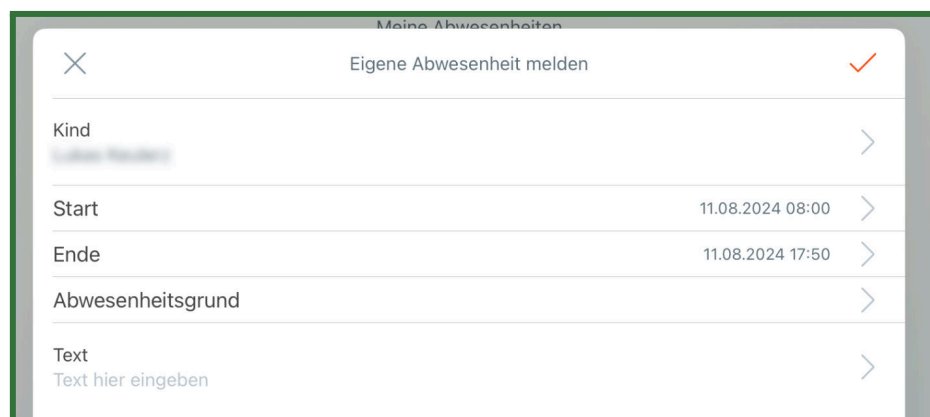 Meine Abwesenheiten
Eigene Abwesenheit melden
Kind
Start 11.08.2024 08:00
Ende 11.08.2024 17:50
Abwesenheitsgrund
Text
Text hier eingeben